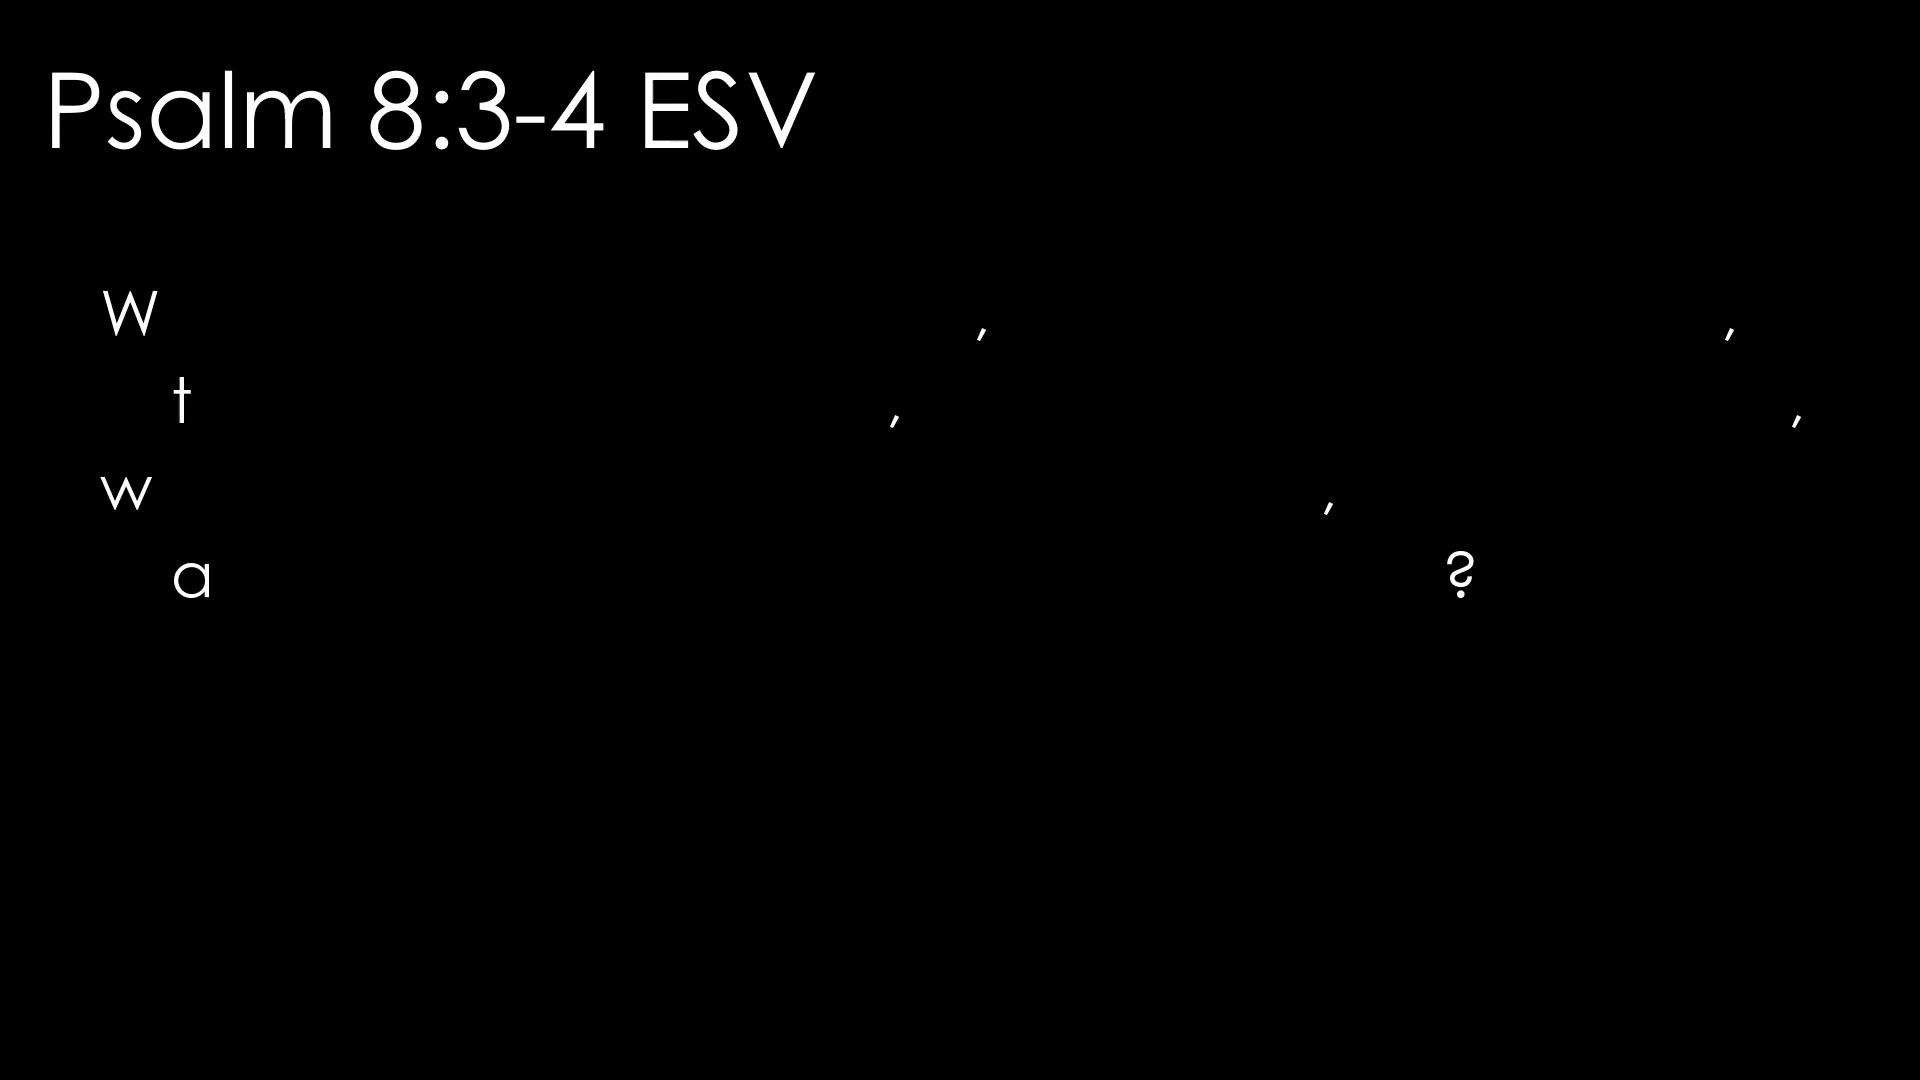 Psalm 8:3-4 ESV
W , ,
t , ,
w ,
a ?